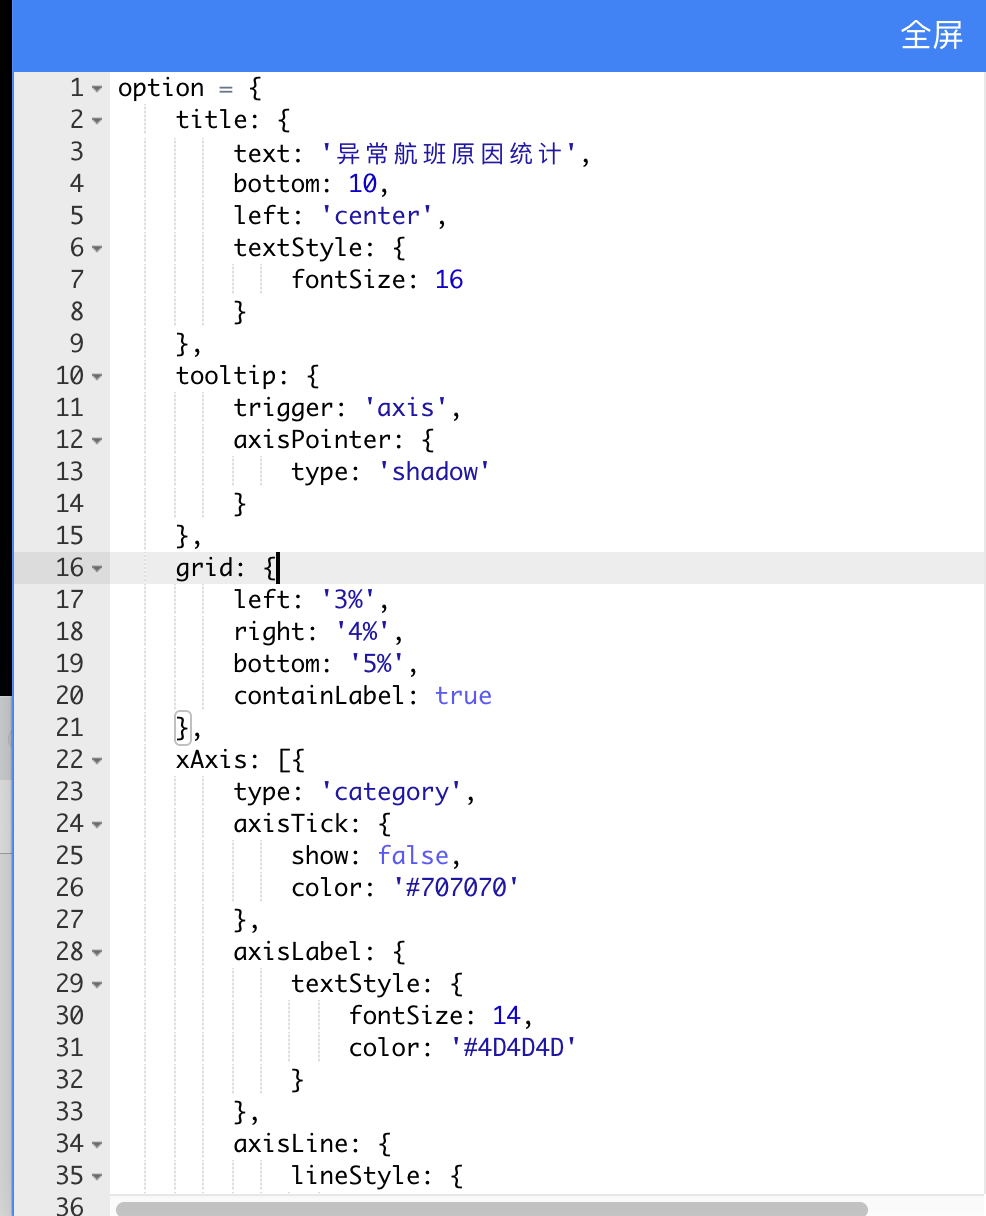 全屏
1 option = {
2 title: {
3 text: '异常航班原因统计',
4 bottom: 10,
5 left: 'center',
6 textStyle: {
7 fontSize: 16
8 }
9 },
10 tooltip: {
11 trigger: 'axis',
12 axisPointer: {
13 type: 'shadow'
14 }
15 },
16 grid: {
17 left: '3%',
18 right: '4%',
19 bottom: '5%',
20 containLabel: true
21 },
22 xAxis: [{
23 type: 'category',
24 axisTick: {
25 show: false,
26 color: '#707070'
27 },
28 axisLabel: {
29 textStyle: {
30 fontSize: 14,
31 color: '#4D4D4D'
32 }
33 },
34 axisLine: {
35 lineStyle: {
36